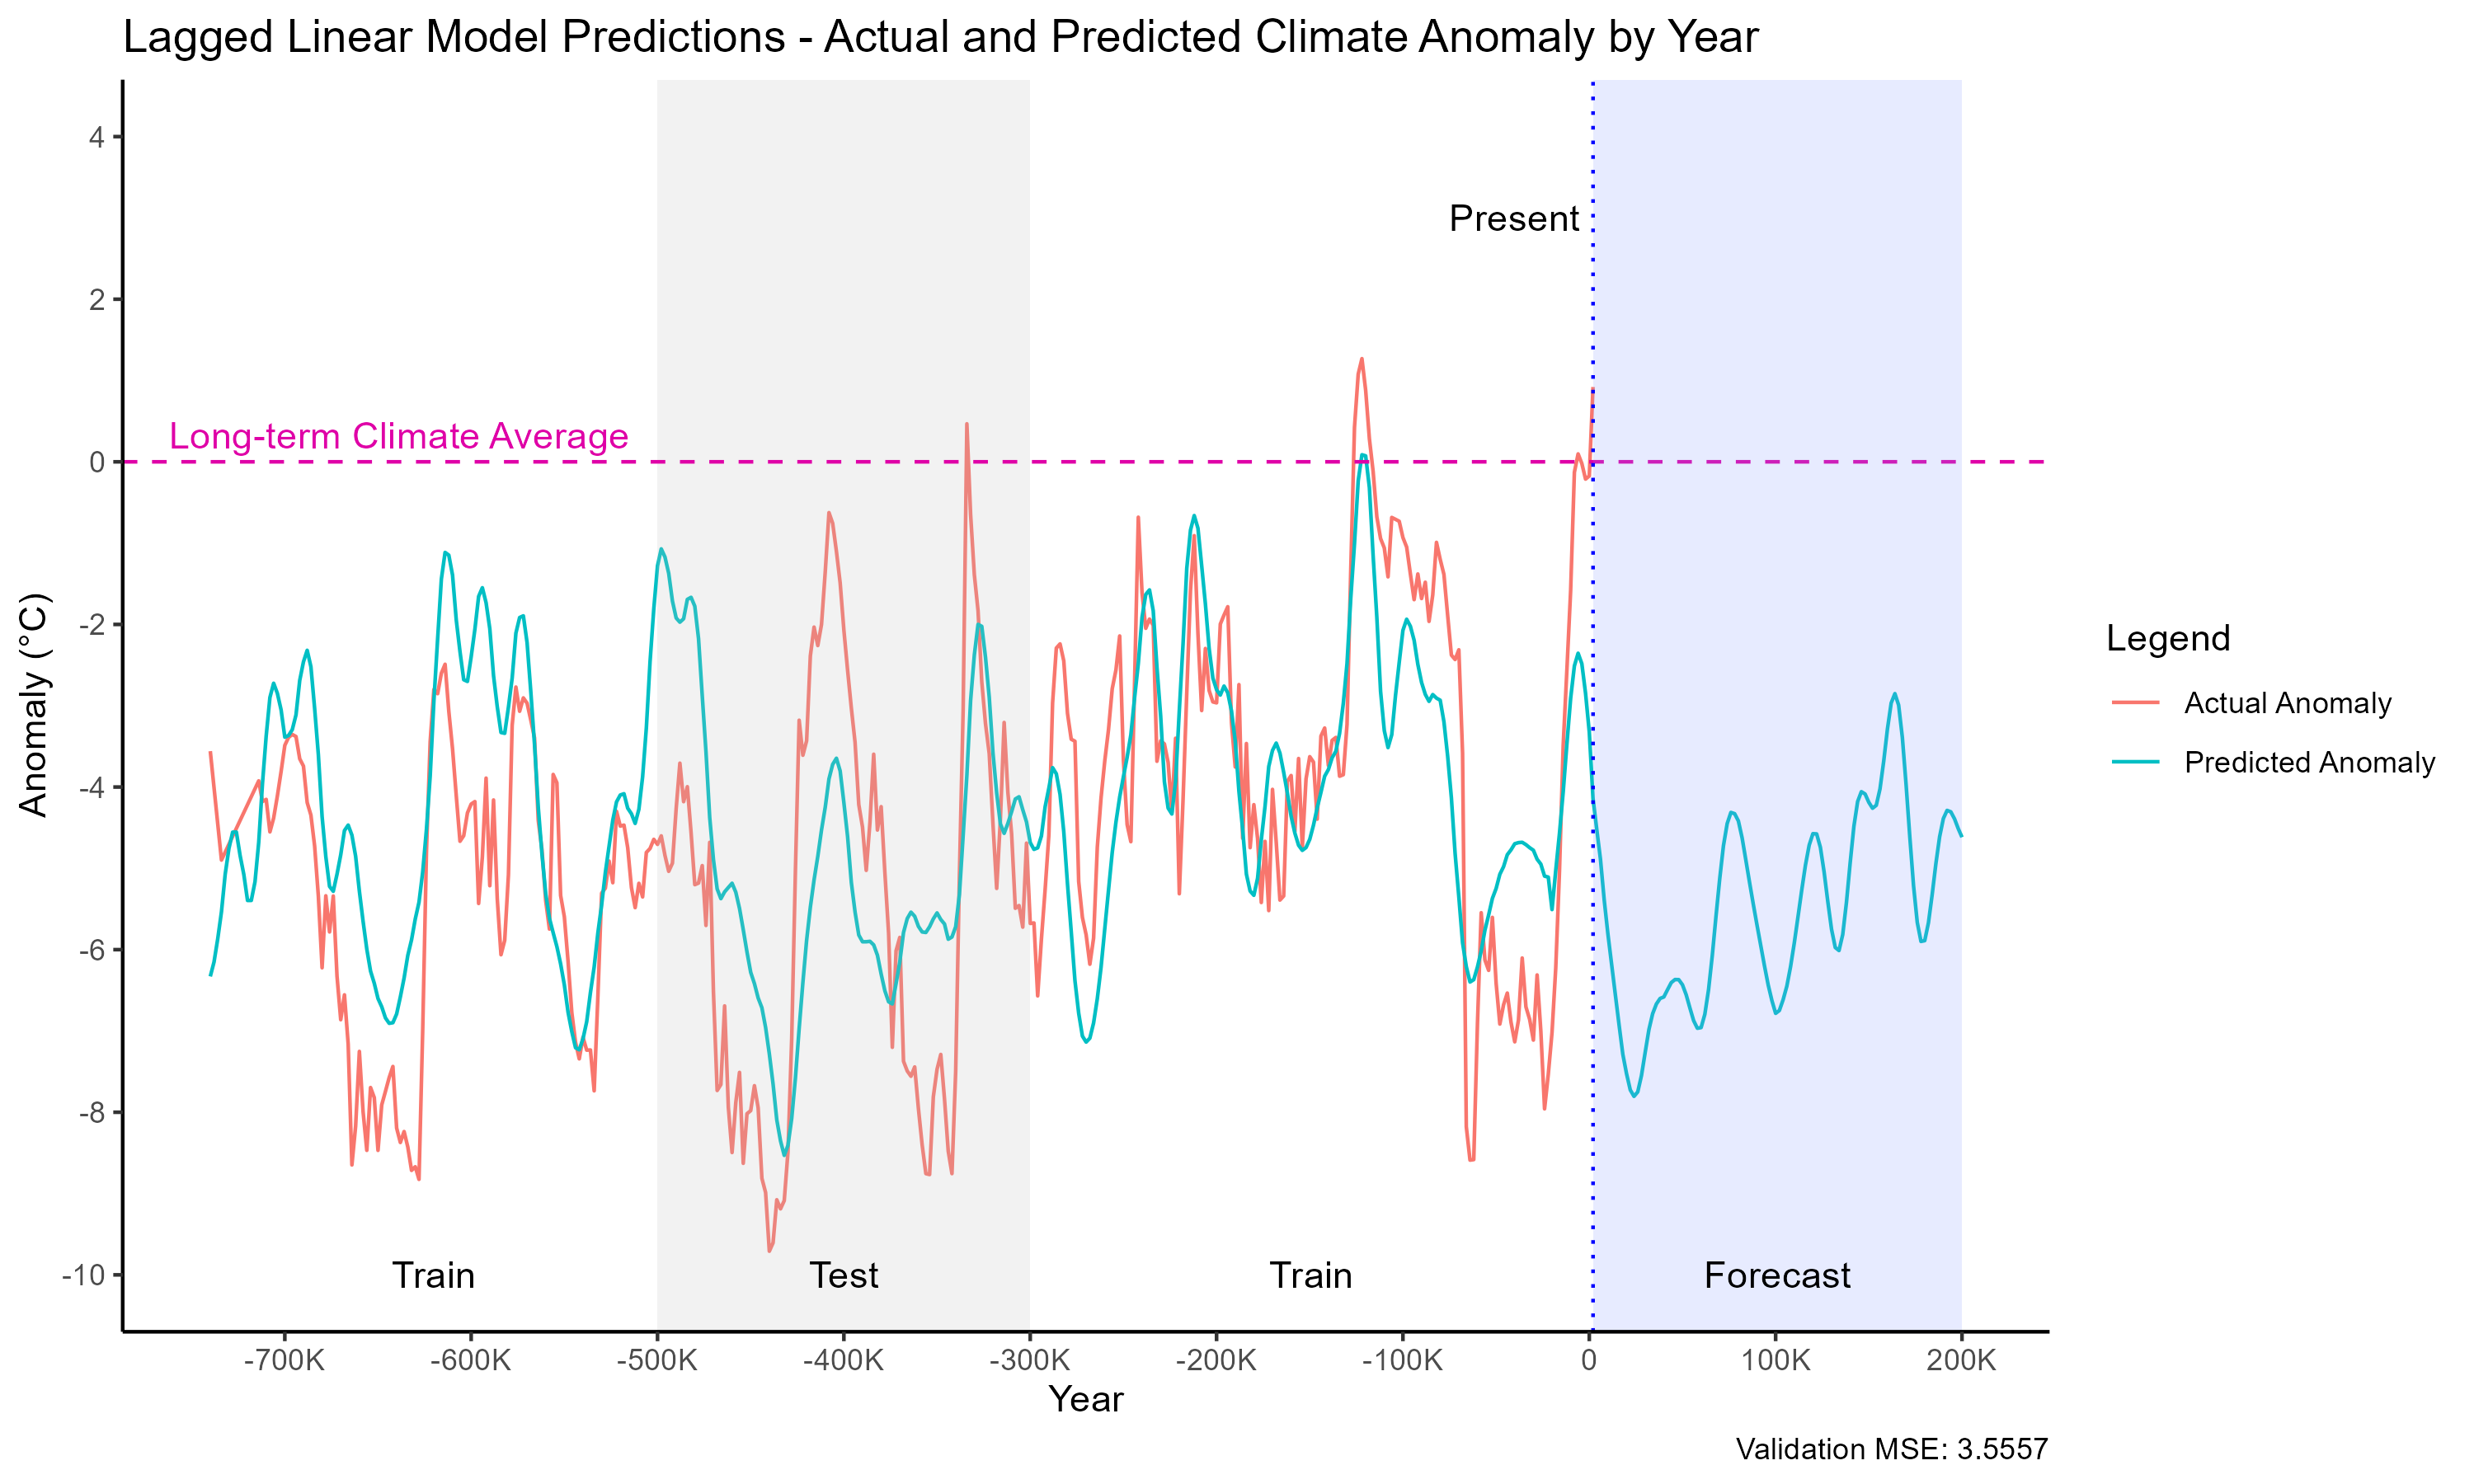 Lagged Linear Model Predictions - Actual and Predicted Climate Anomaly by Year
4
Present
2
Long-term Climate Average
0
-2
Anomaly (°C)
-4
-6
-8
-10
Train
Test
Train
Forecast
-700K
-600K
-500K
-400K
-300K
-200K
-100K
0
100K
200K
Year
Legend
Actual Anomaly
Predicted Anomaly
Validation MSE: 3.5557